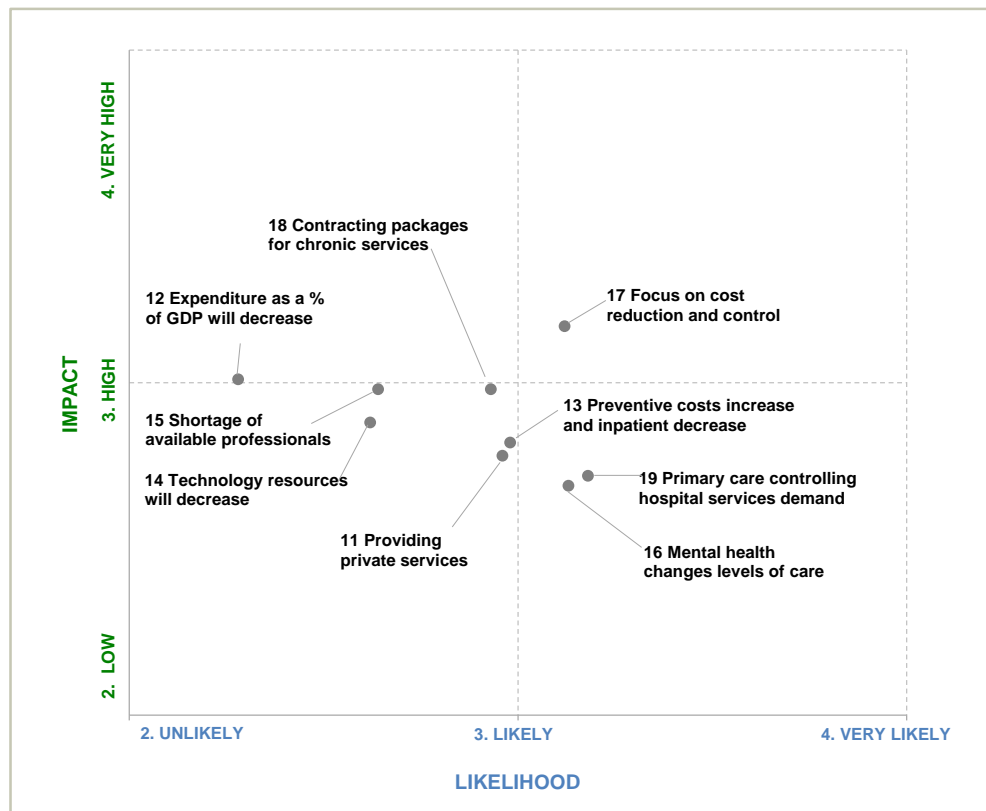 4. VERY HIGH
18 Contracting packages
for chronic services
12 Expenditure as a %
of GDP will decrease
17 Focus on cost
reduction and control
IMPACT
3. HIGH
15 Shortage of
available professionals
13 Preventive costs increase
and inpatient decrease
14 Technology resources
will decrease
19 Primary care controlling
hospital services demand
11 Providing
private services
16 Mental health
changes levels of care
2. LOW
2. UNLIKELY
3. LIKELY
4. VERY LIKELY
LIKELIHOOD